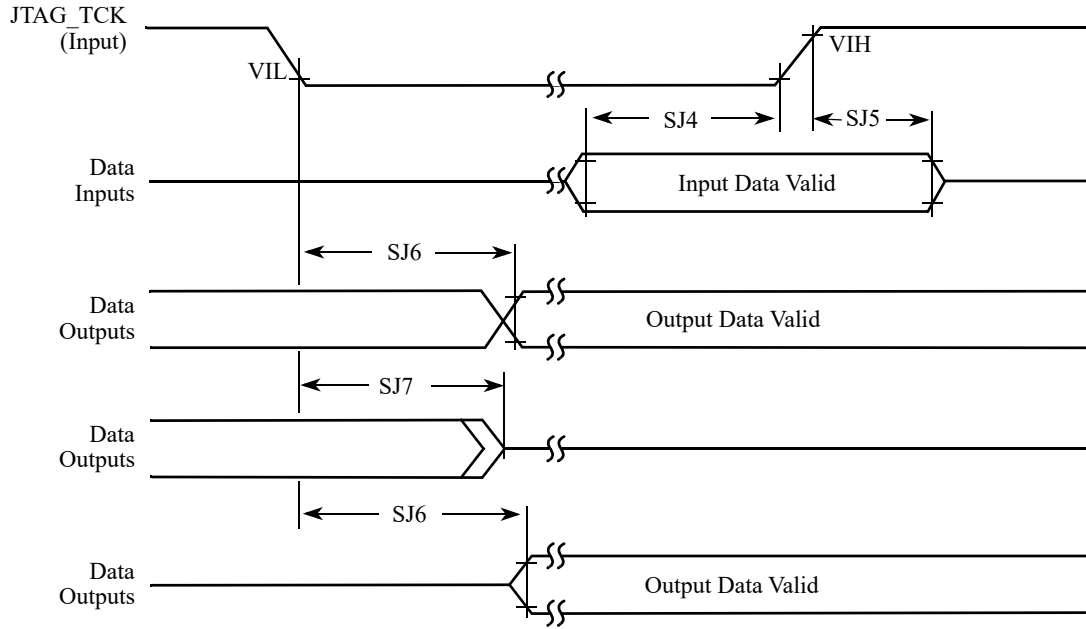 JTAG_TCK
(Input)
VIL
VIH
SJ4
SJ5
Data
Inputs
Input Data Valid
SJ6
Data
Outputs
Output Data Valid
SJ7
Data
Outputs
SJ6
Data
Outputs
Output Data Valid